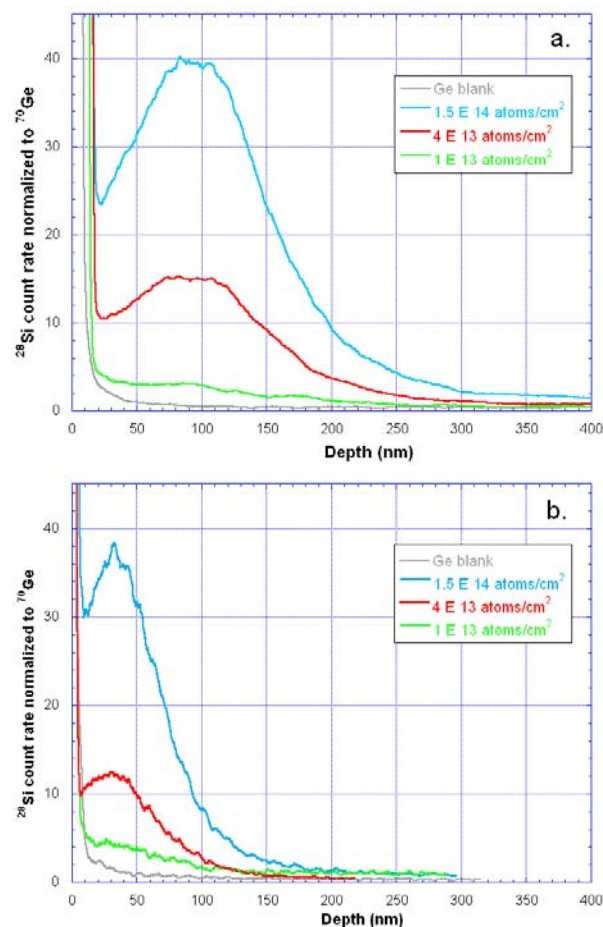 a.
40
30
20
10
0
²⁸Si count rate normalized to ⁷⁰Ge
Ge blank
1.5 E 14 atoms/cm²
4 E 13 atoms/cm²
1 E 13 atoms/cm²
0 50 100 150 200 250 300 350 400
Depth (nm)
b.
40
30
20
10
0
²⁸Si count rate normalized to ⁷⁰Ge
Ge blank
1.5 E 14 atoms/cm²
4 E 13 atoms/cm²
1 E 13 atoms/cm²
0 50 100 150 200 250 300 350 400
Depth (nm)